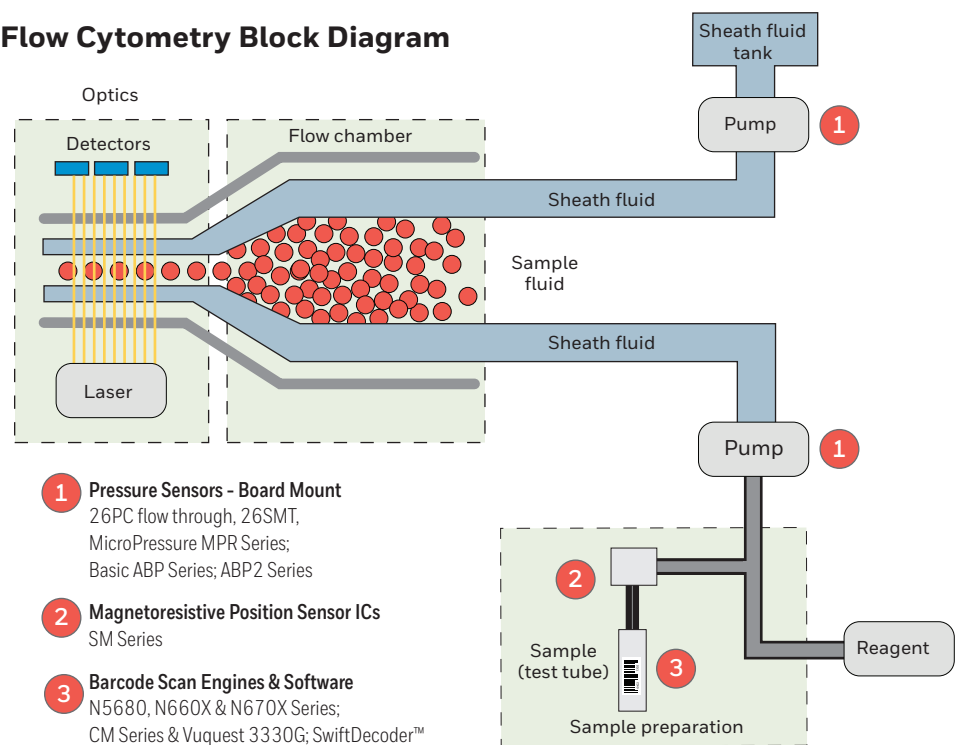 Flow Cytometry Block Diagram
Sheath fluid
tank
Optics
Pump
1
Detectors
Flow chamber
Sheath fluid
Sample
fluid
Sheath fluid
Laser
Pump
1
1
Pressure Sensors - Board Mount
26PC flow through, 26SMT,
MicroPressure MPR Series;
Basic ABP Series; ABP2 Series
2
Magnetoresistive Position Sensor ICs
SM Series
3
Barcode Scan Engines & Software
N5680, N660X & N670X Series;
CM Series & Vuquest 3330G; SwiftDecoder™
2
Sample
(test tube)
3
Reagent
Sample preparation